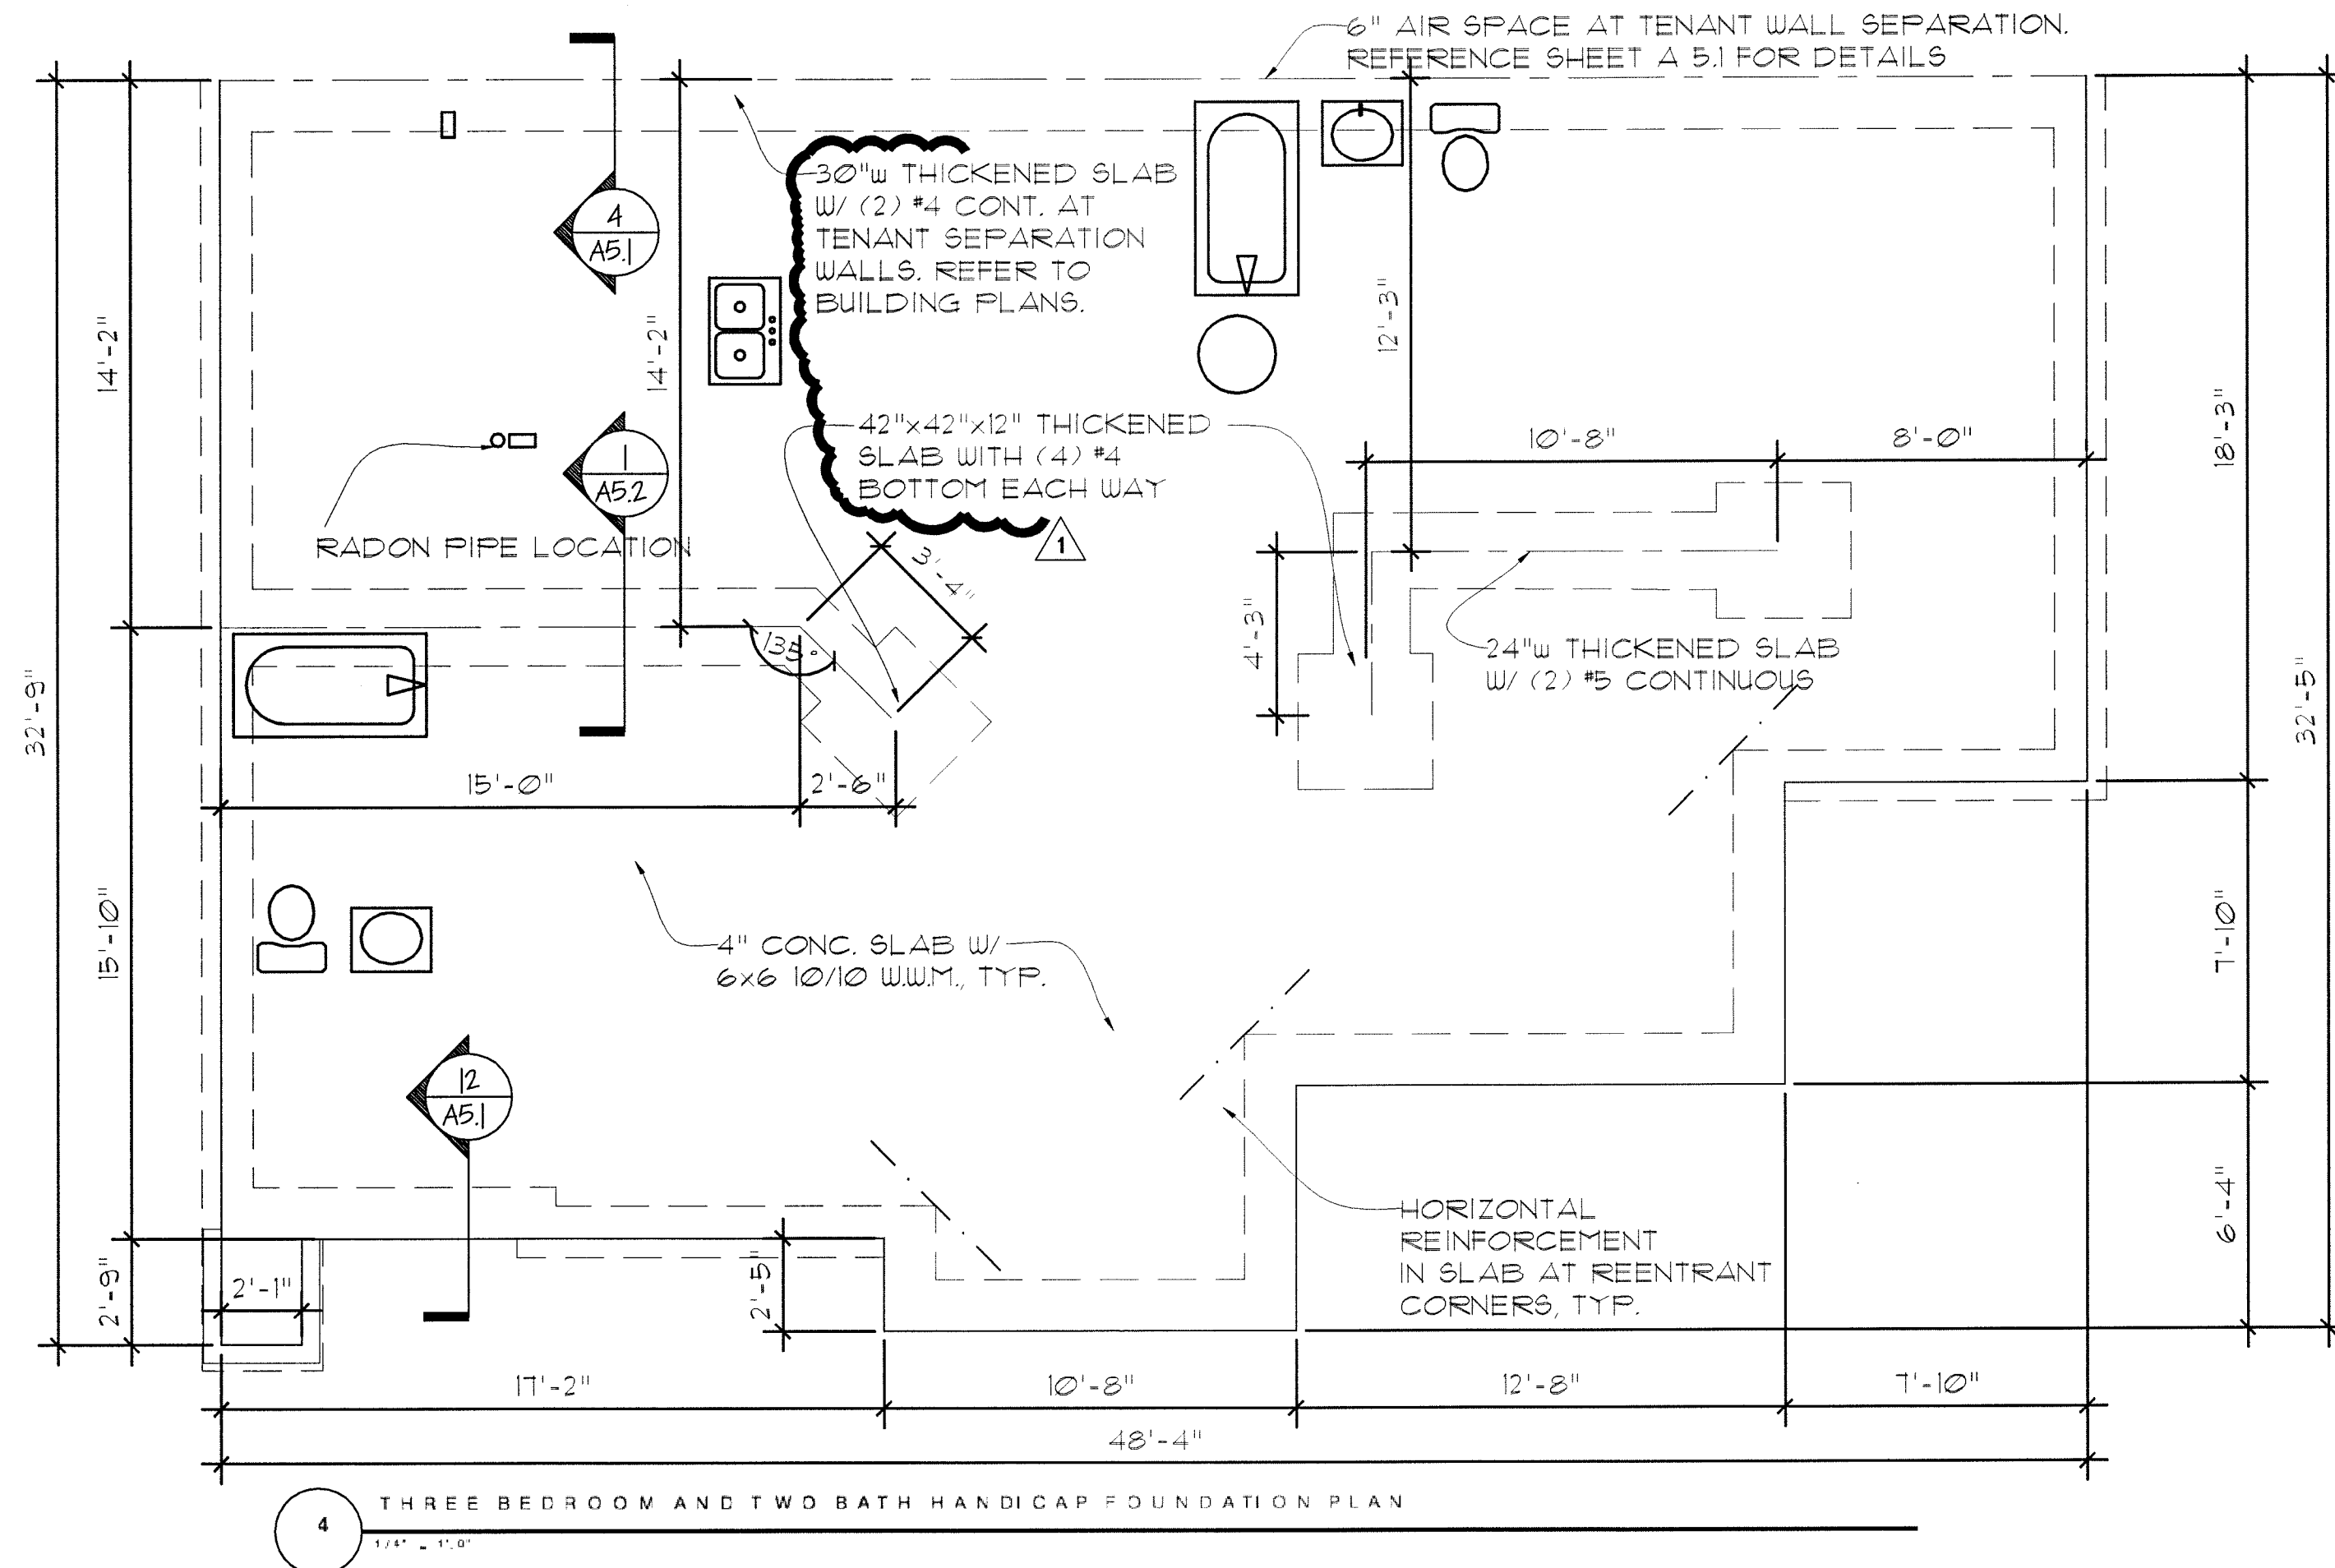 6" AIR SPACE AT TENANT WALL SEPARATION.
REFERENCE SHEET A 5.1 FOR DETAILS
30"w THICKENED SLAB
W/ (2) #4 CONT. AT
TENANT SEPARATION
WALLS. REFER TO
BUILDING PLANS.
4
A5.1
14'-2"
14'-2"
12'-3"
42"x42"x12" THICKENED
SLAB WITH (4) #4
BOTTOM EACH WAY
10'-8"
8'-0"
18'-3"
1
A5.2
RADON PIPE LOCATION
1
3'-4"
135°
4'-3"
24"w THICKENED SLAB
W/ (2) #5 CONTINUOUS
32'-9"
32'-5"
15'-0"
2'-6"
15'-10"
7'-10"
4" CONC. SLAB W/
6x6 10/10 W.W.M., TYP.
12
A5.1
HORIZONTAL
REINFORCEMENT
IN SLAB AT REENTRANT
CORNERS, TYP.
6'-4"
2'-9"
2'-1"
2'-5"
17'-2"
10'-8"
12'-8"
7'-10"
48'-4"
4
THREE BEDROOM AND TWO BATH HANDICAP FOUNDATION PLAN
1/4" = 1'.0"